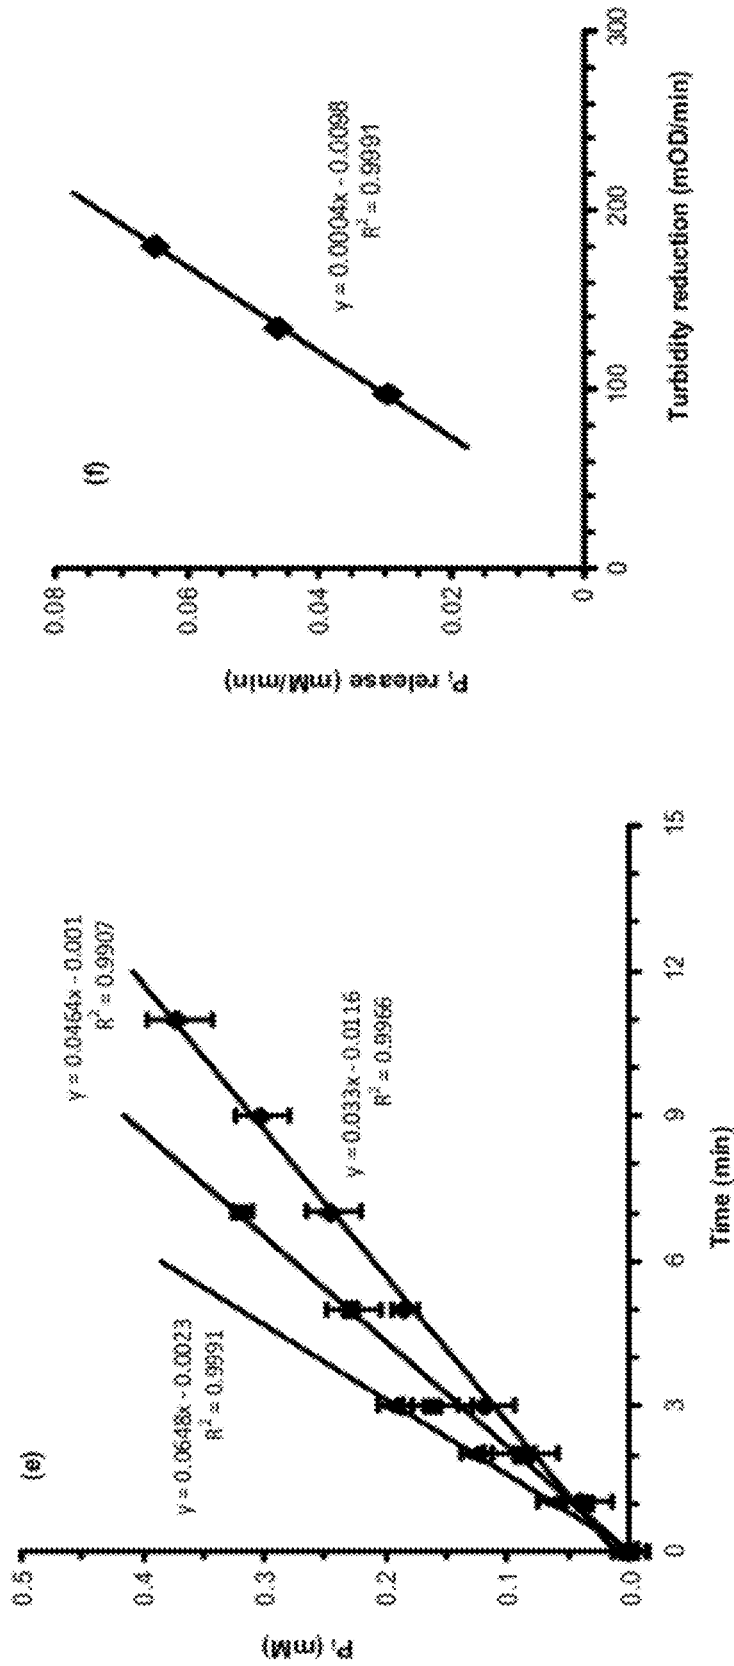 (e)
0.5
0.4
0.3
0.2
0.1
0.0
Pᵢ (mM)
y = 0.0648x - 0.0023
R² = 0.9991
y = 0.0464x - 0.001
R² = 0.9907
y = 0.033x - 0.0116
R² = 0.9966
0 3 6 9 12 15
Time (min)
(f)
0.08
0.06
0.04
0.02
0
Pᵢ release (mM/min)
y = 0.0004x - 0.0098
R² = 0.9991
0 100 200 300
Turbidity reduction (mOD/min)